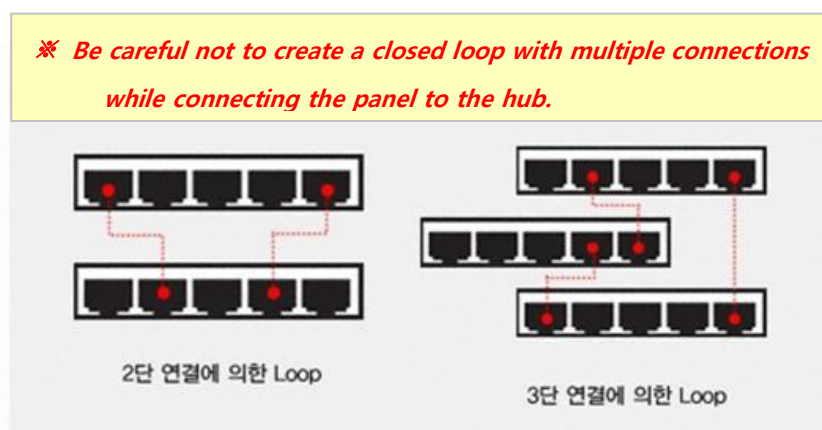 ※ Be careful not to create a closed loop with multiple connections
while connecting the panel to the hub.
2단 연결에 의한 Loop
3단 연결에 의한 Loop